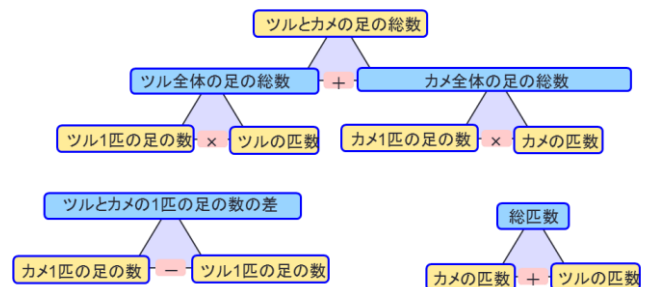 ツルとカメの足の総数
ツル全体の足の総数 + カメ全体の足の総数
ツル1匹の足の数 × ツルの匹数 カメ1匹の足の数 × カメの匹数
ツルとカメの1匹の足の数の差 総匹数
カメ1匹の足の数 − ツル1匹の足の数 カメの匹数 + ツルの匹数